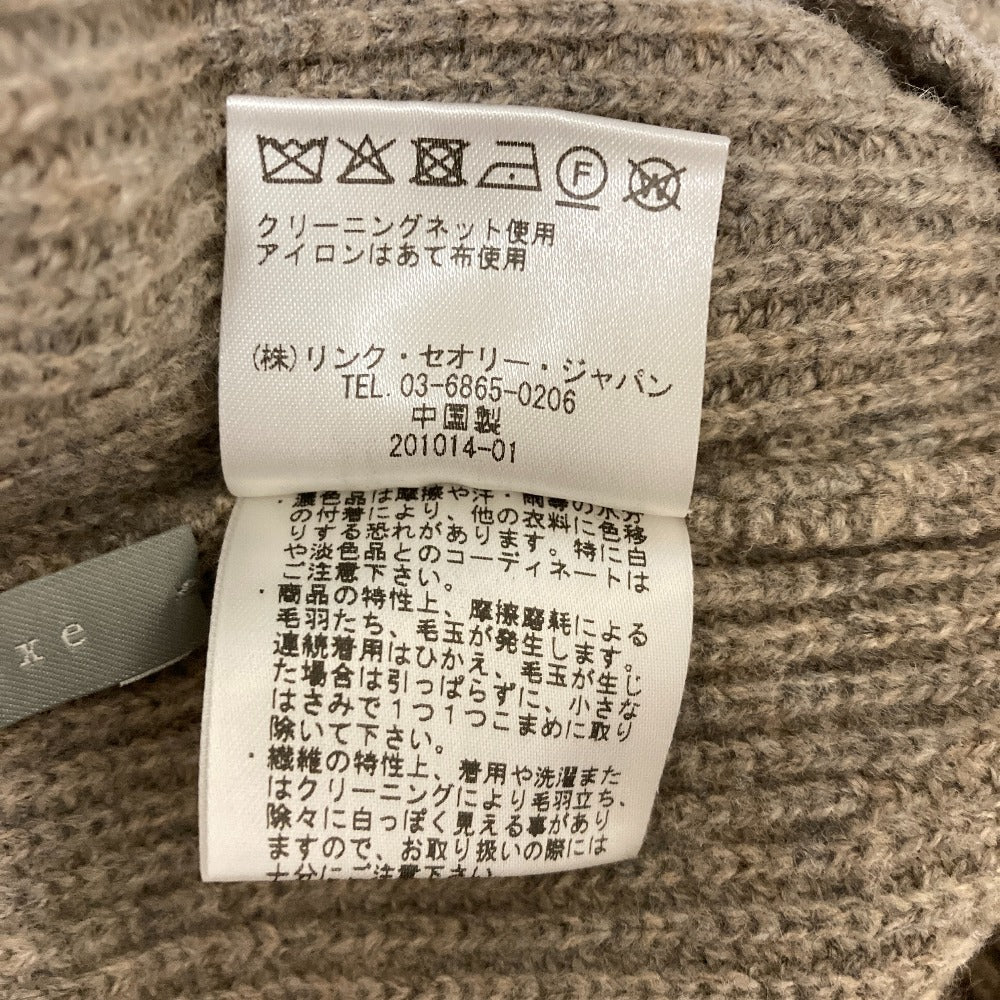 F
W
クリーニングネット使用
アイロンはあて布使用
(株)リンク・セオリー・ジャパン
TEL. 03-6865-0206
中国製
201014-01
・濃色品は摩擦や汗・雨等の水分
の付着により、他の衣料に色移
りする恐れがあります。特に白
や淡色品とのコーディネートは
ご注意下さい。
・商品の特性上、摩擦磨耗による
毛羽たち、毛玉が発生します。
連続着用はひかえ、毛玉が生じ
た場合は引っぱらずに、小さな
はさみで1つ1つこまめに取り
除いて下さい。
・繊維の特性上、着用や洗濯また
はクリーニングにより毛羽立ち、
除々に白っぽく見える事があり
ますので、お取り扱いの際には
十分にご注意下さい。
xe